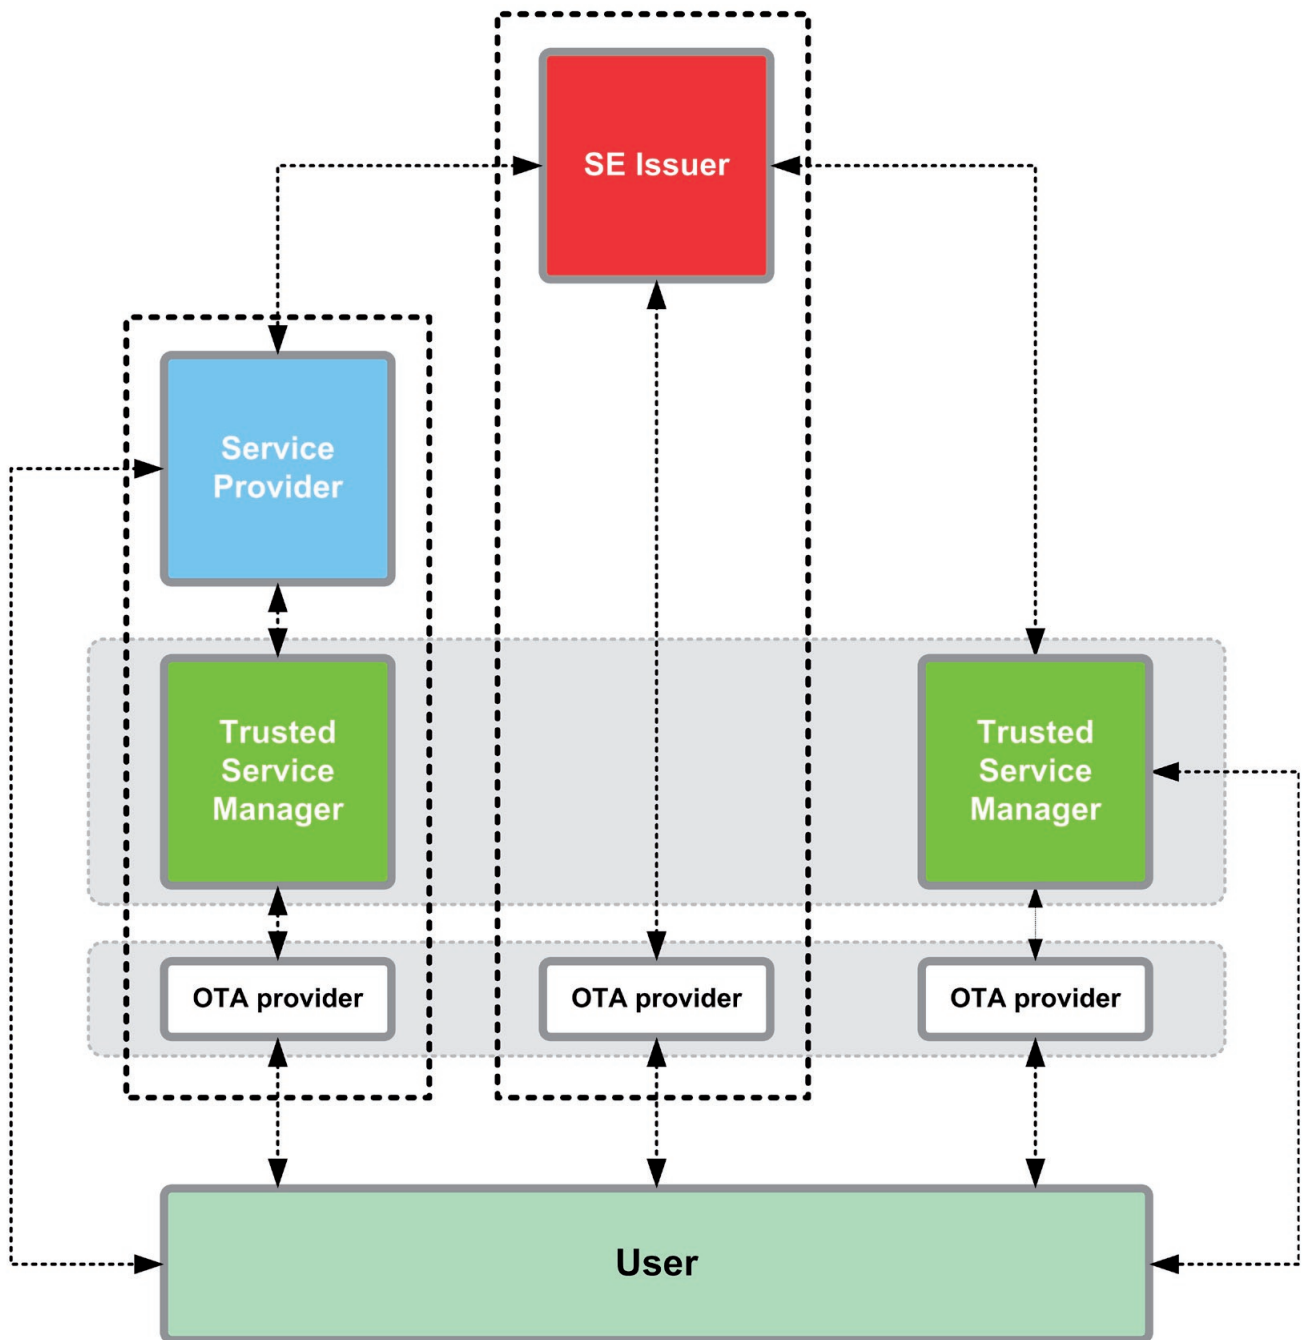 SE Issuer
Service
Provider
Trusted
Service
Manager
Trusted
Service
Manager
OTA provider
OTA provider
OTA provider
User